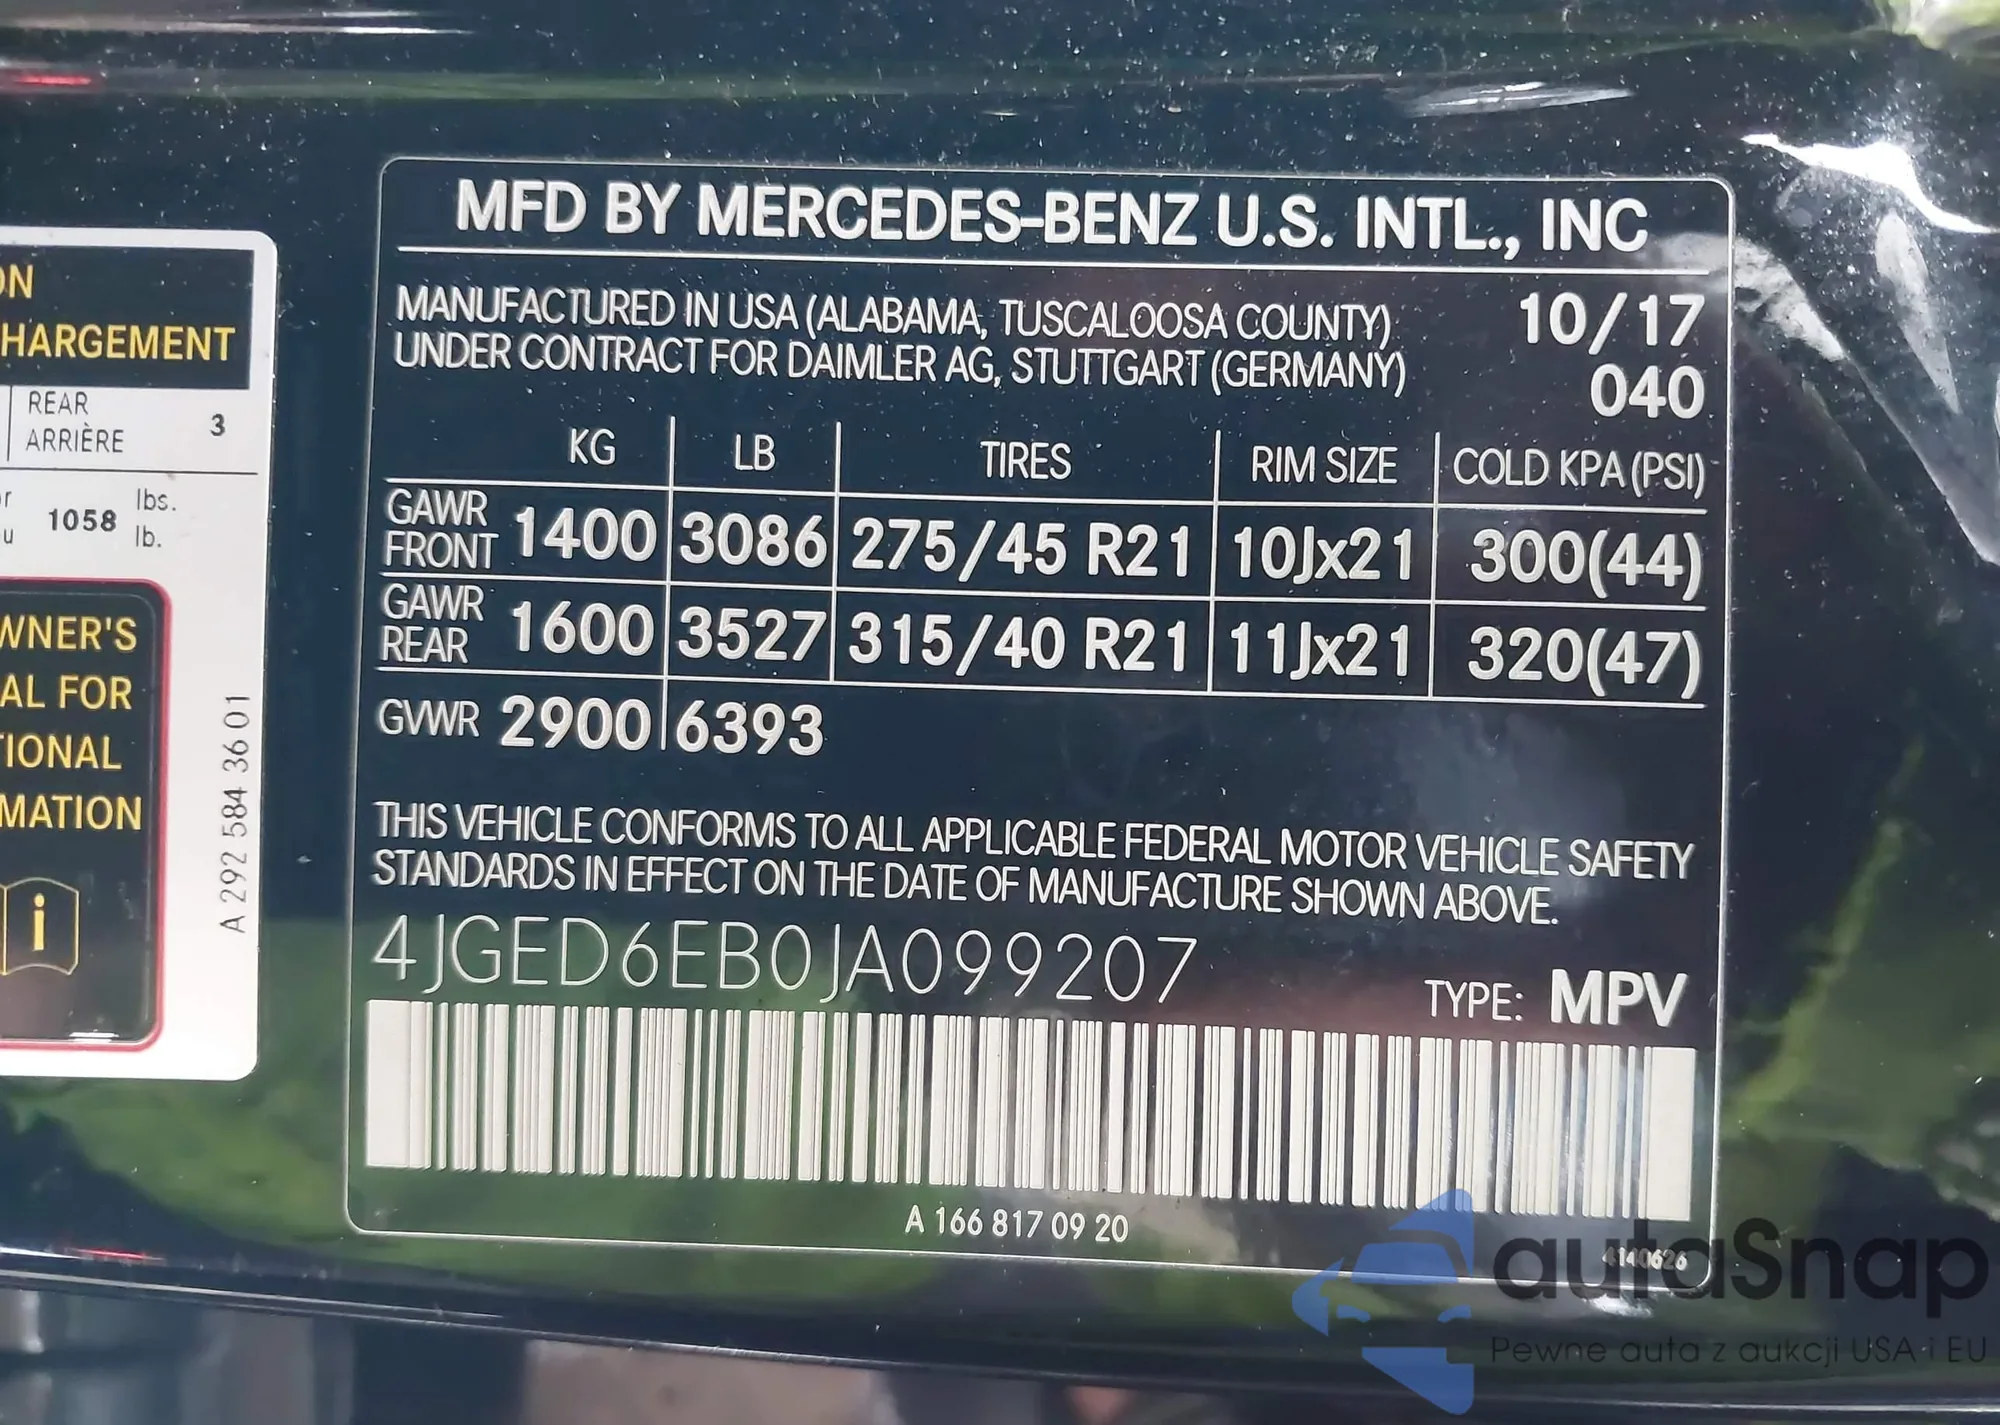 ON
HARGEMENT
REAR
ARRIÈRE
3
1058
lbs.
lb.
WNER'S
AL FOR
TIONAL
MATION
i
A 292 584 36 01
MFD BY MERCEDES-BENZ U.S. INTL., INC
MANUFACTURED IN USA (ALABAMA, TUSCALOOSA COUNTY) 10/17
UNDER CONTRACT FOR DAIMLER AG, STUTTGART (GERMANY)
040
KG LB TIRES RIM SIZE COLD KPA (PSI)
GAWR FRONT 1400 3086 275/45 R21 10Jx21 300(44)
GAWR REAR 1600 3527 315/40 R21 11Jx21 320(47)
GVWR 2900 6393
THIS VEHICLE CONFORMS TO ALL APPLICABLE FEDERAL MOTOR VEHICLE SAFETY
STANDARDS IN EFFECT ON THE DATE OF MANUFACTURE SHOWN ABOVE.
4JGED6EB0JA099207
TYPE: MPV
A 166 817 09 20
4140626
autaSnap
Pewne auta z aukcji USA i EU